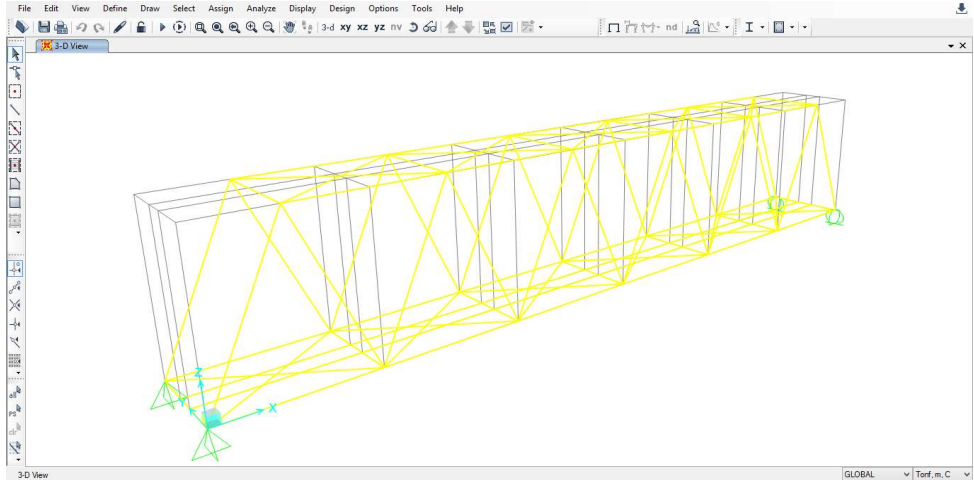 File Edit View Define Draw Select Assign Analyze Display Design Options Tools Help
3-d xy xz yz nv nd
3-D View
Z
Y X
3-D View GLOBAL Tonf, m, C